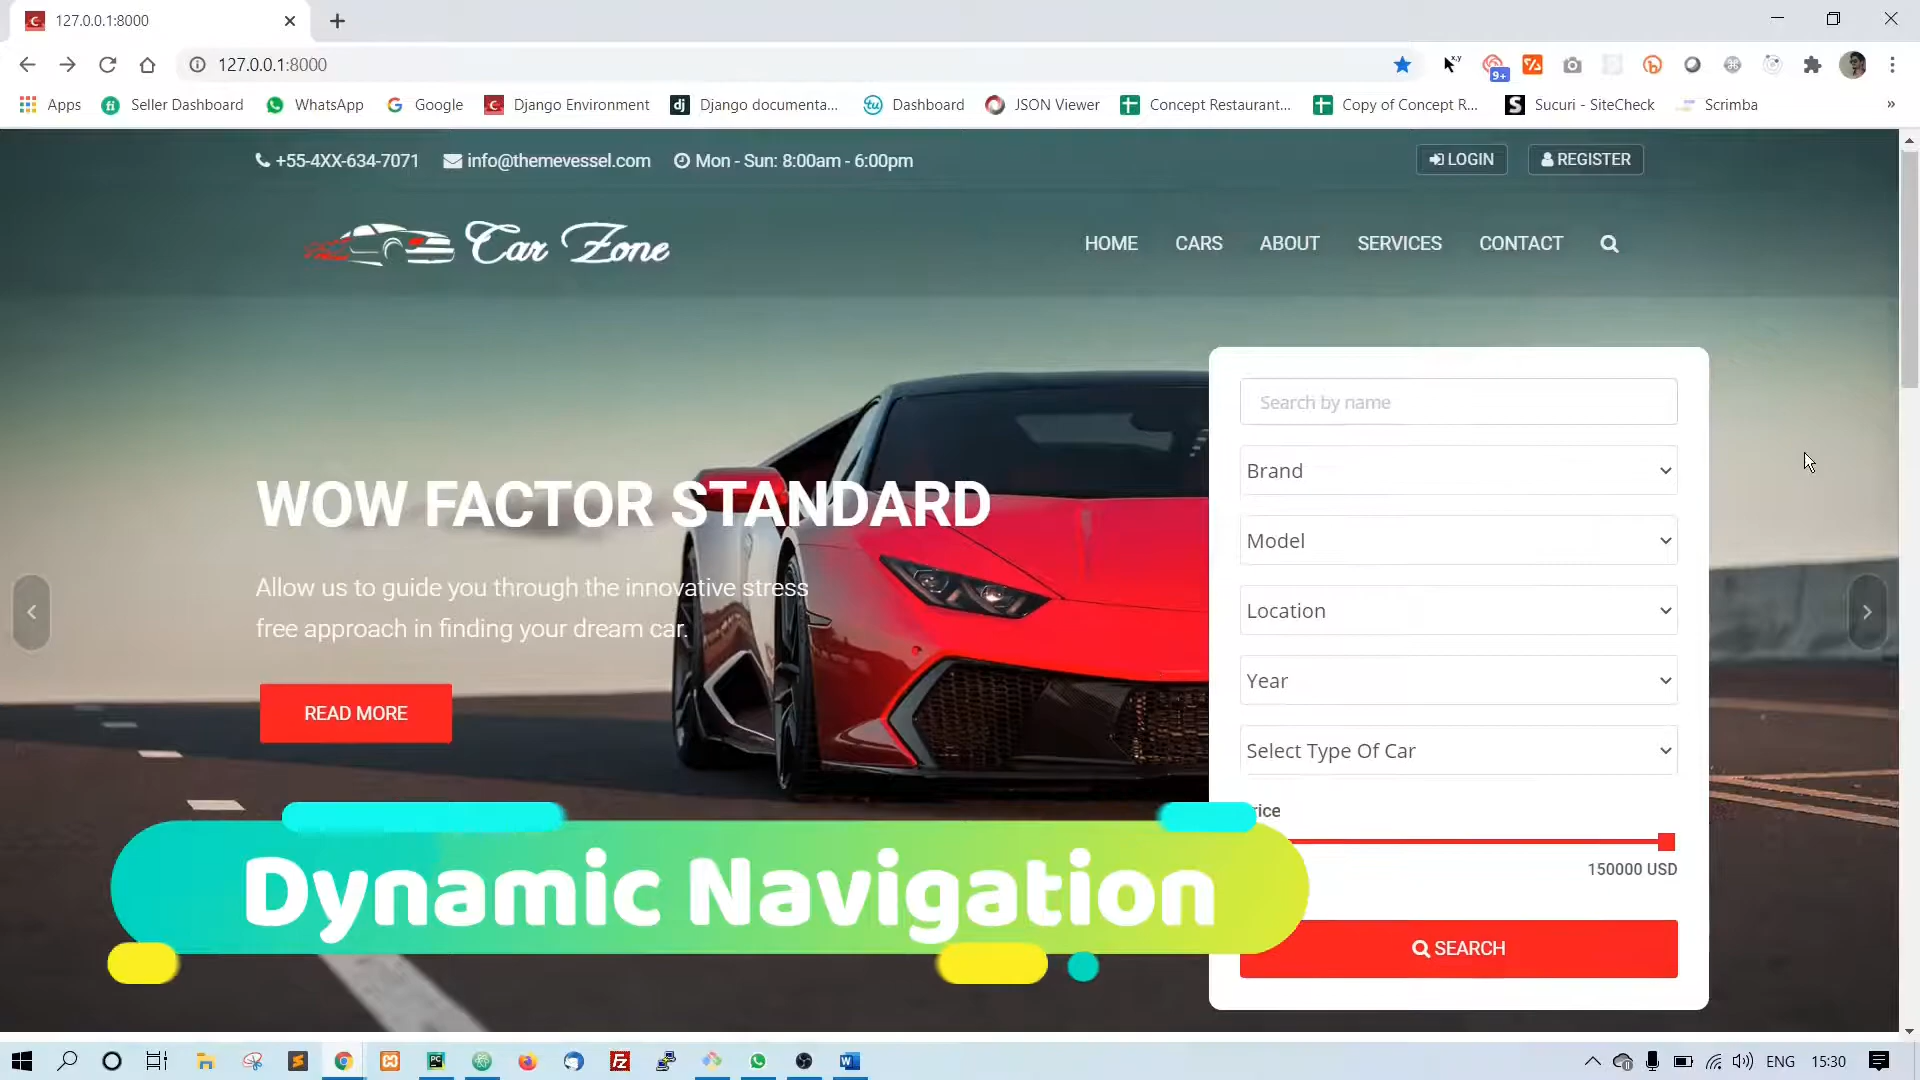 127.0.0.1:8000
127.0.0.1:8000
9+
Apps
Seller Dashboard
WhatsApp
Google
Django Environment
Django documenta...
Dashboard
JSON Viewer
Concept Restaurant...
Copy of Concept R...
Sucuri - SiteCheck
Scrimba
»
+55-4XX-634-7071
info@themevessel.com
Mon - Sun: 8:00am - 6:00pm
LOGIN
REGISTER
Car Zone
HOME
CARS
ABOUT
SERVICES
CONTACT
Search by name
Brand
Model
Location
Year
Select Type Of Car
rice
150000 USD
SEARCH
WOW FACTOR STANDARD
Allow us to guide you through the innovative stress
free approach in finding your dream car.
READ MORE
Dynamic Navigation
ENG
15:30